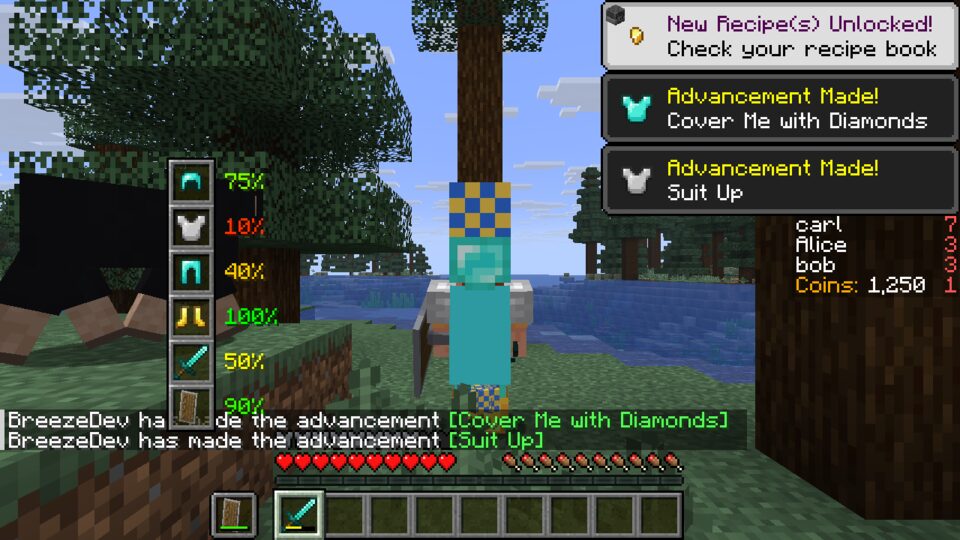 New Recipe(s) Unlocked!
Check your recipe book
Advancement Made!
Cover Me with Diamonds
Advancement Made!
Suit Up
carl 7
Alice 3
bob 3
Coins: 1,250 1
75%
10%
40%
100%
50%
90%
BreezeDev ha de the advancement [Cover Me with Diamonds]
BreezeDev has made the advancement [Suit Up]